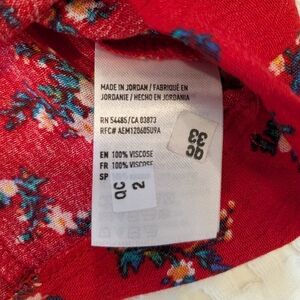 MADE IN JORDAN / FABRIQUÉ EN
JORDANIE / HECHO EN JORDANIA
RN 54485/CA 03873
RFC# AEM120605U9A
QC
33
EN 100% VISCOSE
FR 100% VISCOSE
SP
QC
2